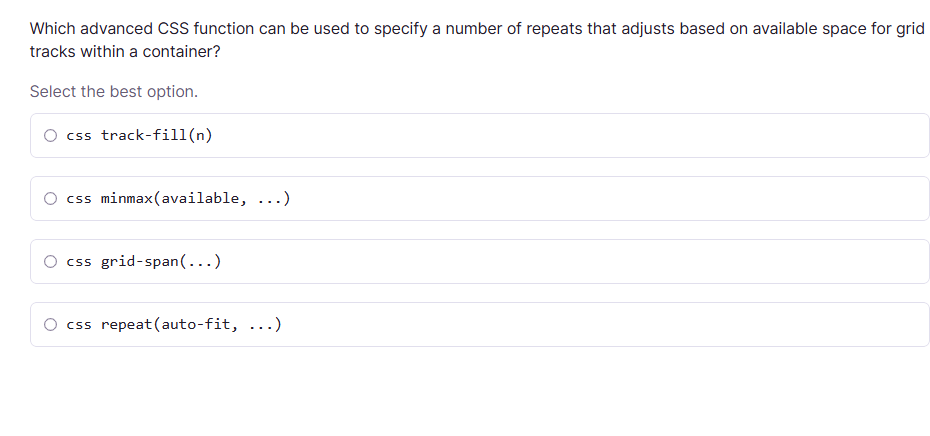 Which advanced CSS function can be used to specify a number of repeats that adjusts based on available space for grid
tracks within a container?
Select the best option.
css track-fill(n)
css minmax(available, ...)
css grid-span(...)
css repeat(auto-fit, ...)